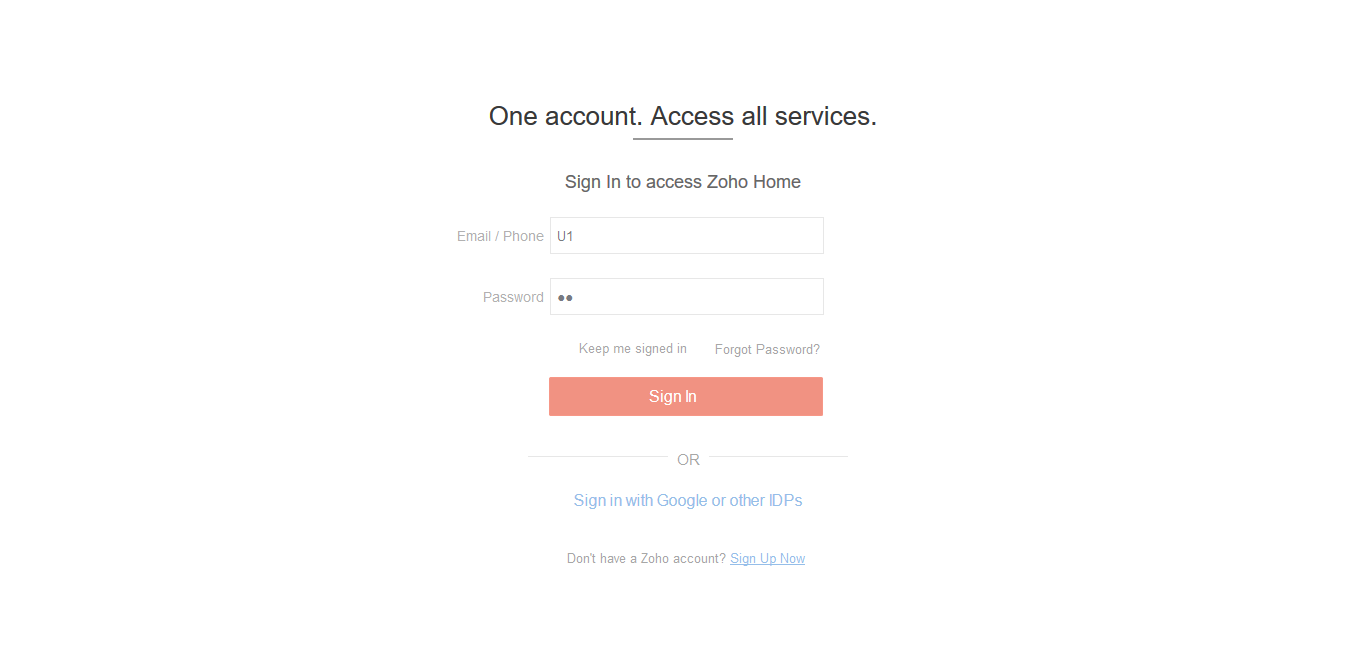 One account. Access all services.
Sign In to access Zoho Home
Email / Phone U1
Password ●●
Keep me signed in Forgot Password?
Sign In
OR
Sign in with Google or other IDPs
Don't have a Zoho account? Sign Up Now